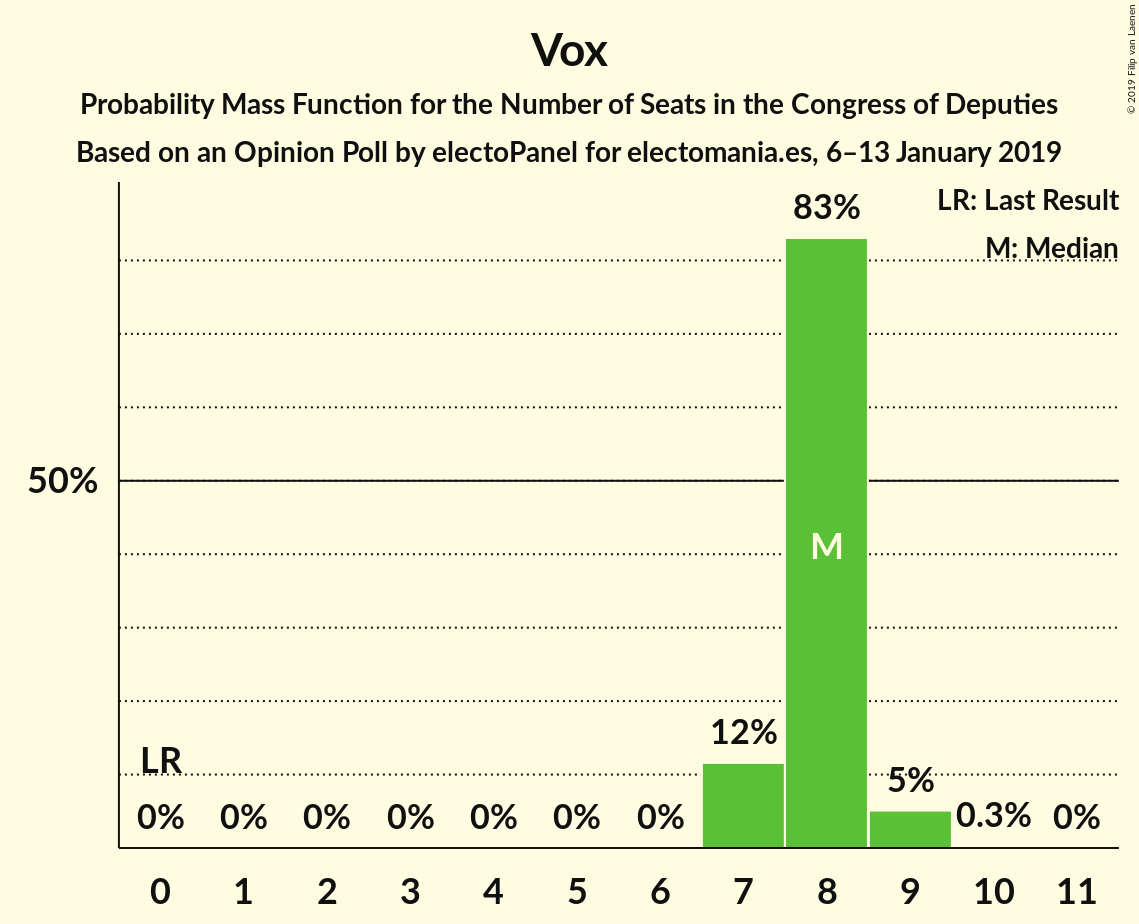 Vox
Probability Mass Function for the Number of Seats in the Congress of Deputies
Based on an Opinion Poll by electoPanel for electomania.es, 6–13 January 2019
© 2019 Filip van Laenen
LR: Last Result
M: Median
83%
50%
M
12%
LR
5%
0% 0% 0% 0% 0% 0% 0% 0.3% 0%
0 1 2 3 4 5 6 7 8 9 10 11